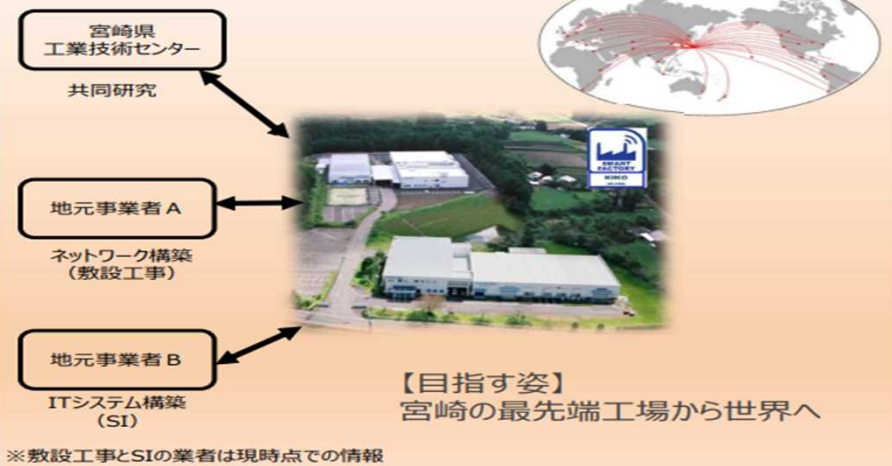 宮崎県
工業技術センター
共同研究
地元事業者A
ネットワーク構築
（敷設工事）
地元事業者B
ITシステム構築
（SI）
SMART
FACTORY
【目指す姿】
宮崎の最先端工場から世界へ
※敷設工事とSIの業者は現時点での情報